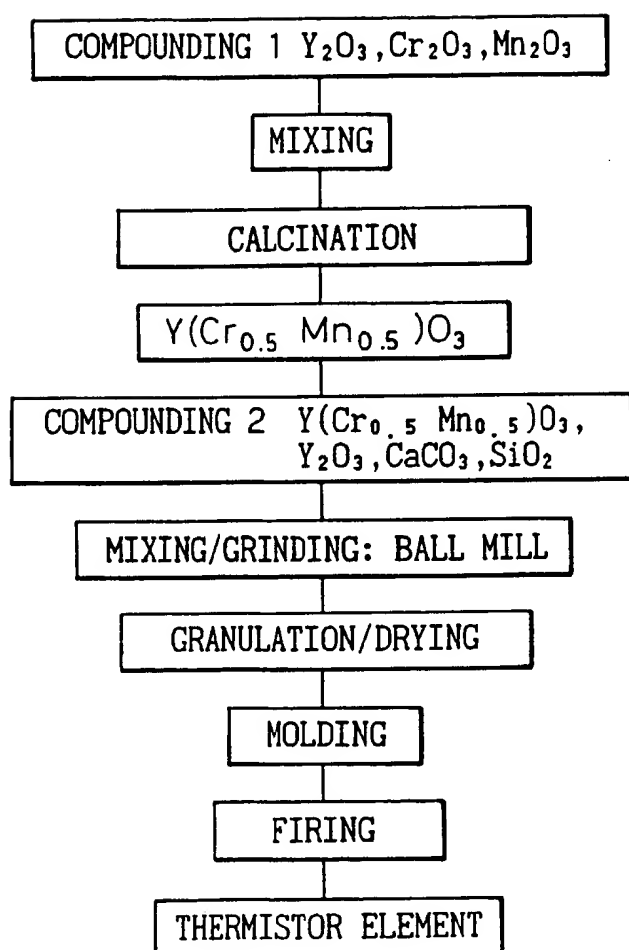 COMPOUNDING 1 Y₂O₃,Cr₂O₃,Mn₂O₃
MIXING
CALCINATION
Y(Cr₀.₅ Mn₀.₅)O₃
COMPOUNDING 2 Y(Cr₀.₅ Mn₀.₅)O₃,
Y₂O₃,CaCO₃,SiO₂
MIXING/GRINDING: BALL MILL
GRANULATION/DRYING
MOLDING
FIRING
THERMISTOR ELEMENT